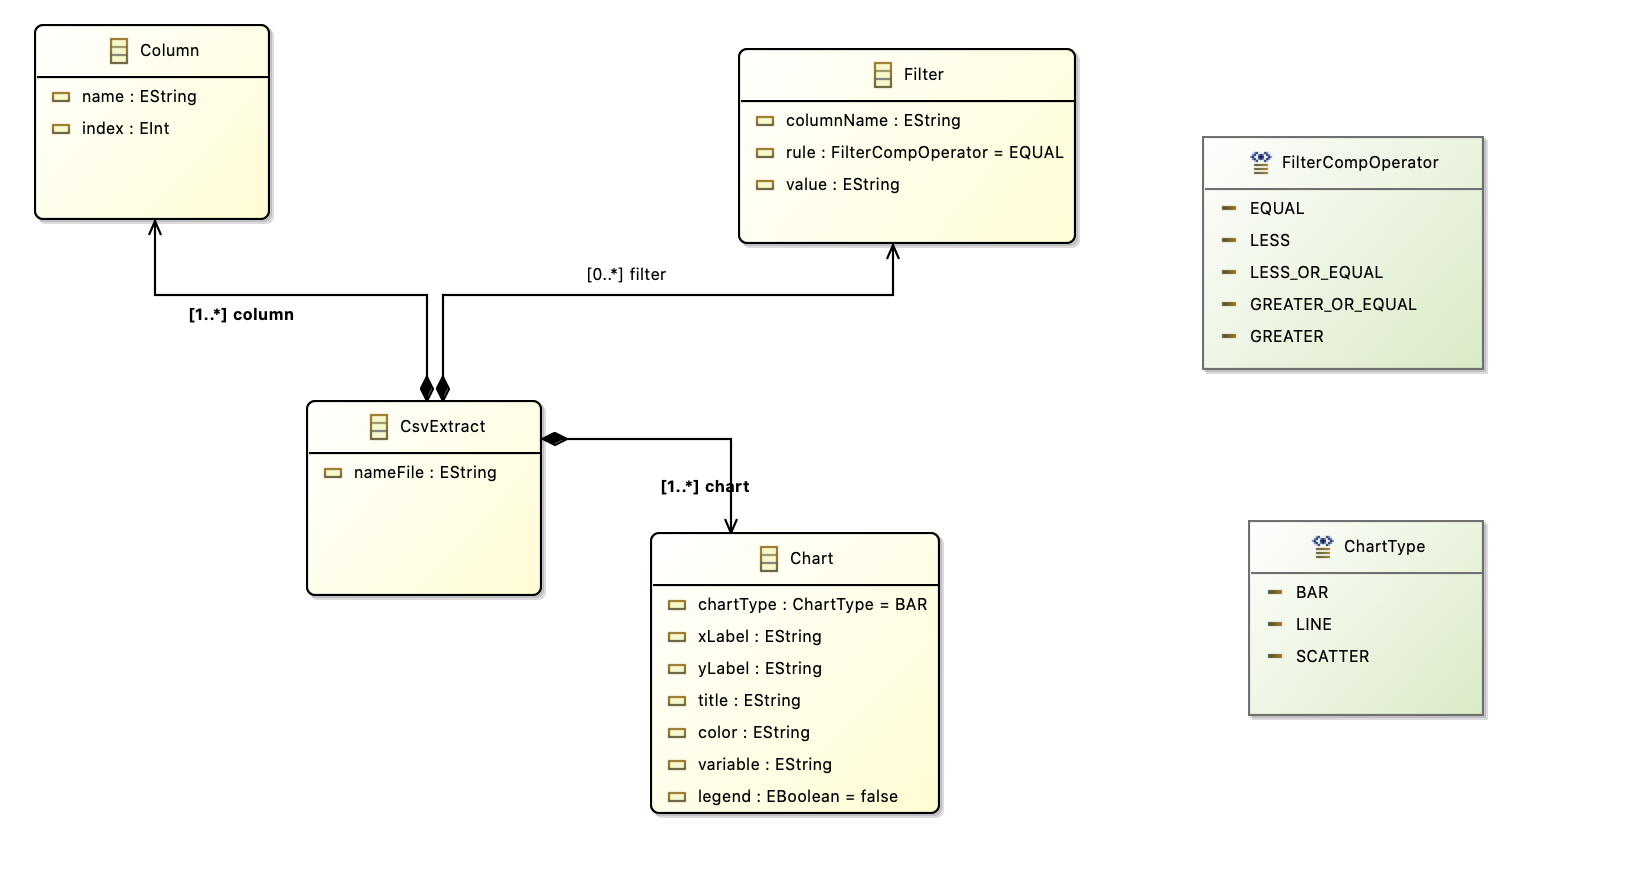 Column
name : EString
index : EInt
Filter
columnName : EString
rule : FilterCompOperator = EQUAL
value : EString
FilterCompOperator
EQUAL
LESS
LESS_OR_EQUAL
GREATER_OR_EQUAL
GREATER
[0..*] filter
[1..*] column
CsvExtract
nameFile : EString
[1..*] chart
Chart
chartType : ChartType = BAR
xLabel : EString
yLabel : EString
title : EString
color : EString
variable : EString
legend : EBoolean = false
ChartType
BAR
LINE
SCATTER